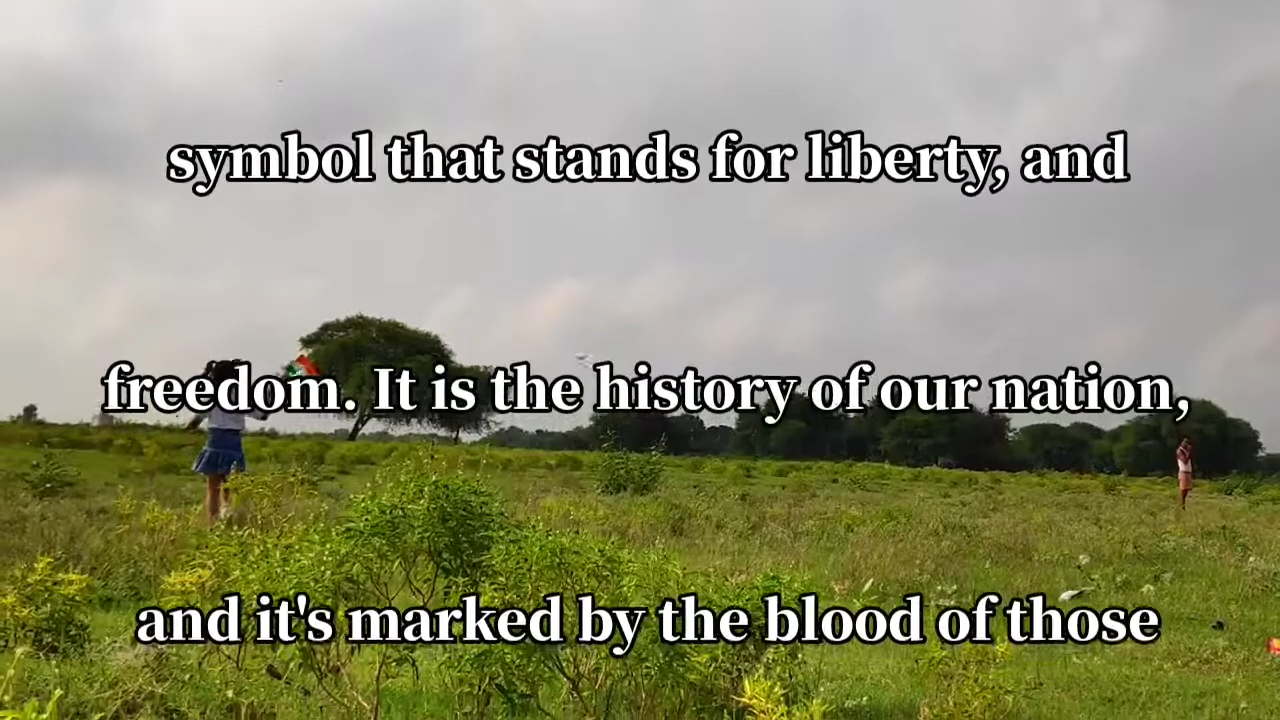 symbol that stands for liberty, and
freedom. It is the history of our nation,
and it's marked by the blood of those